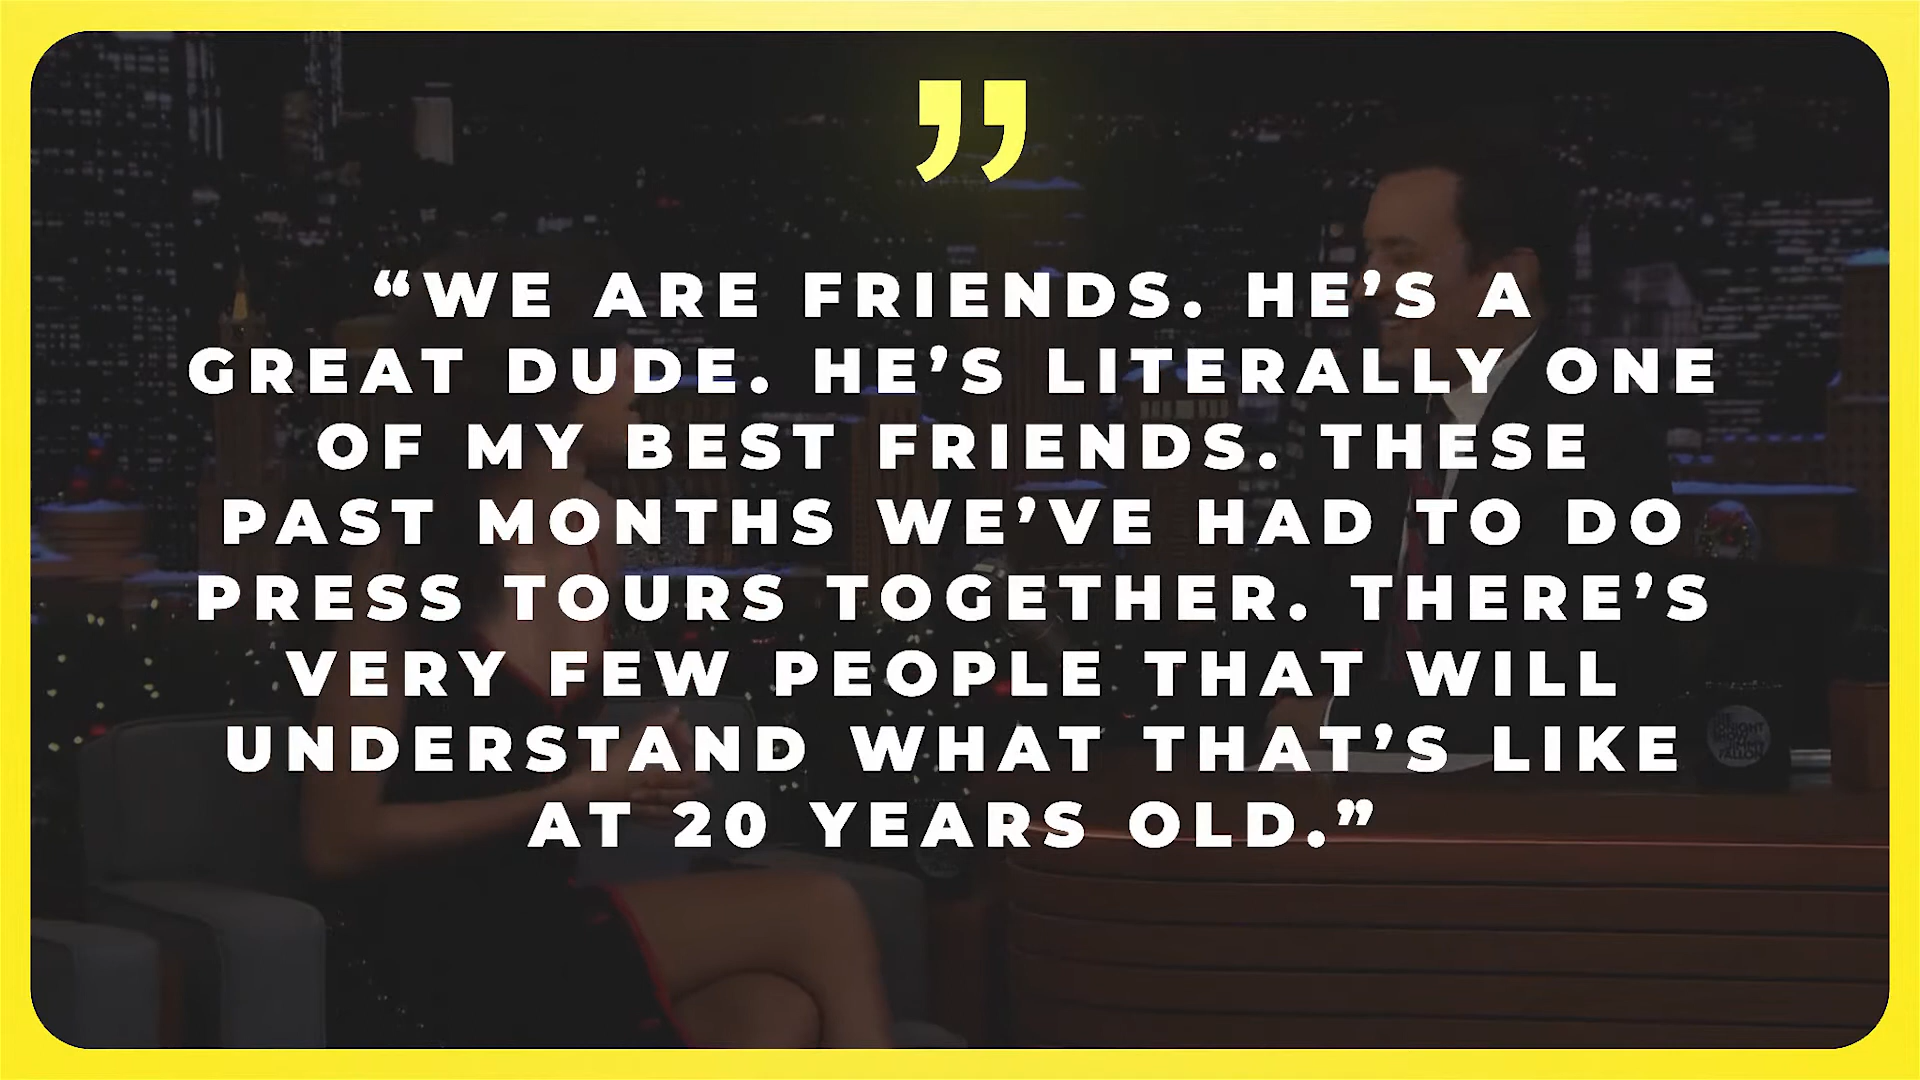 ”
“WE ARE FRIENDS. HE’S A
GREAT DUDE. HE’S LITERALLY ONE
OF MY BEST FRIENDS. THESE
PAST MONTHS WE’VE HAD TO DO
PRESS TOURS TOGETHER. THERE’S
VERY FEW PEOPLE THAT WILL
UNDERSTAND WHAT THAT’S LIKE
AT 20 YEARS OLD.”